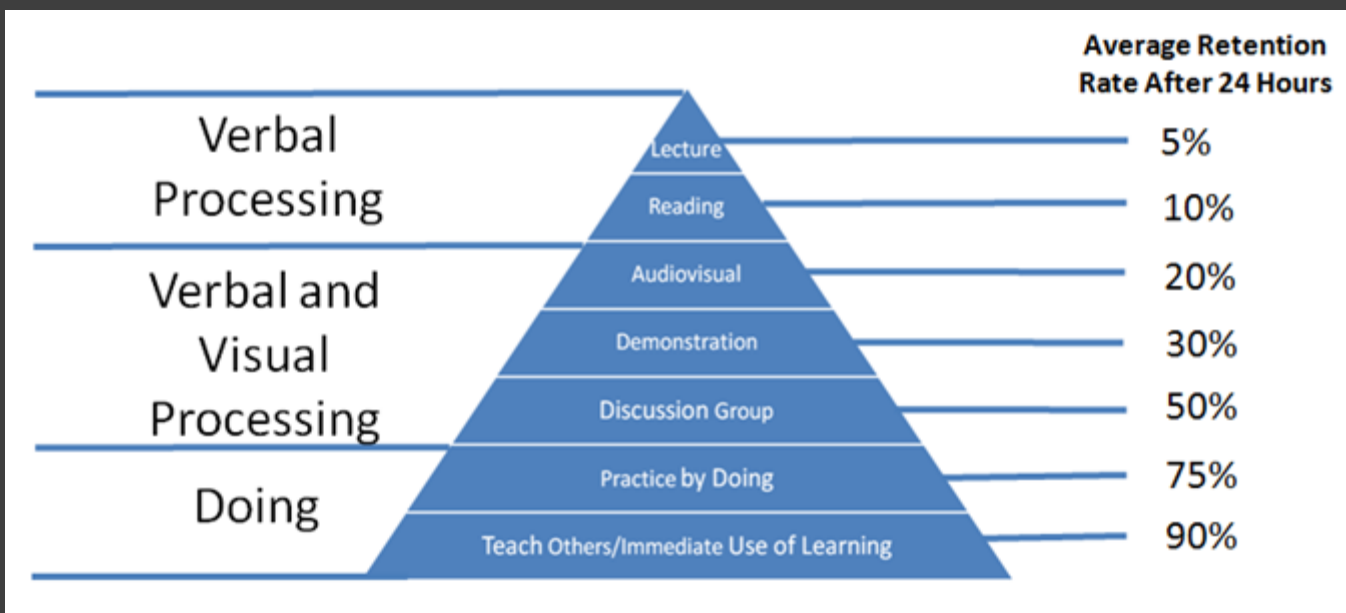 Average Retention
Rate After 24 Hours
Verbal
Processing
Lecture
5%
Reading
10%
Verbal and
Visual
Processing
Audiovisual
20%
Demonstration
30%
Discussion Group
50%
Doing
Practice by Doing
75%
Teach Others/Immediate Use of Learning
90%